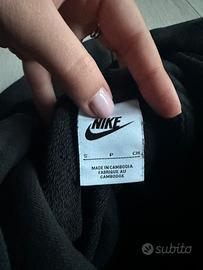 NIKE
S P CH
MADE IN CAMBODIA
FABRIQUÉ AU
CAMBODGE
subito